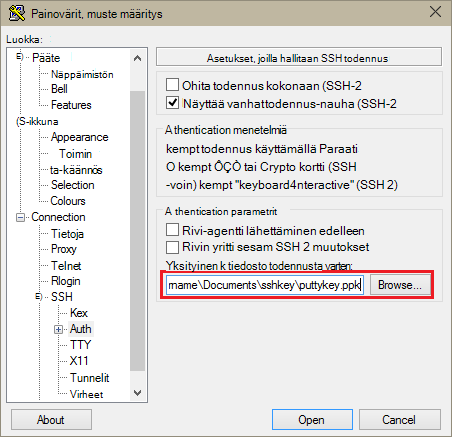 Painovärit, muste määritys
Luokka:
Pääte
Näppäimistön
Bell
Features
(S-ikkuna
Appearance
Toimin
ta-käännös
Selection
Colours
Connection
Tietoja
Proxy
Telnet
Rlogin
SSH
Kex
Auth
TTY
X11
Tunnelit
Virheet
Asetukset, joilla hallitaan SSH todennus
Ohita todennus kokonaan (SSH-2
Näyttää vanhattodennus-nauha (SSH-2
A thentication menetelmiä
kempt todennus käyttämällä Paraati
O kempt ÔÇÒ tai Crypto kortti (SSH
-voin) kempt "keyboard4nteractive" (SSH 2)
A thentication parametrit
Rivi-agentti lähettäminen edelleen
Rivin yritti sesam SSH 2 muutokset
Yksityinen k tiedosto todennusta varten:
mame\Documents\sshkey\puttykey.ppk
Browse...
About
Open
Cancel